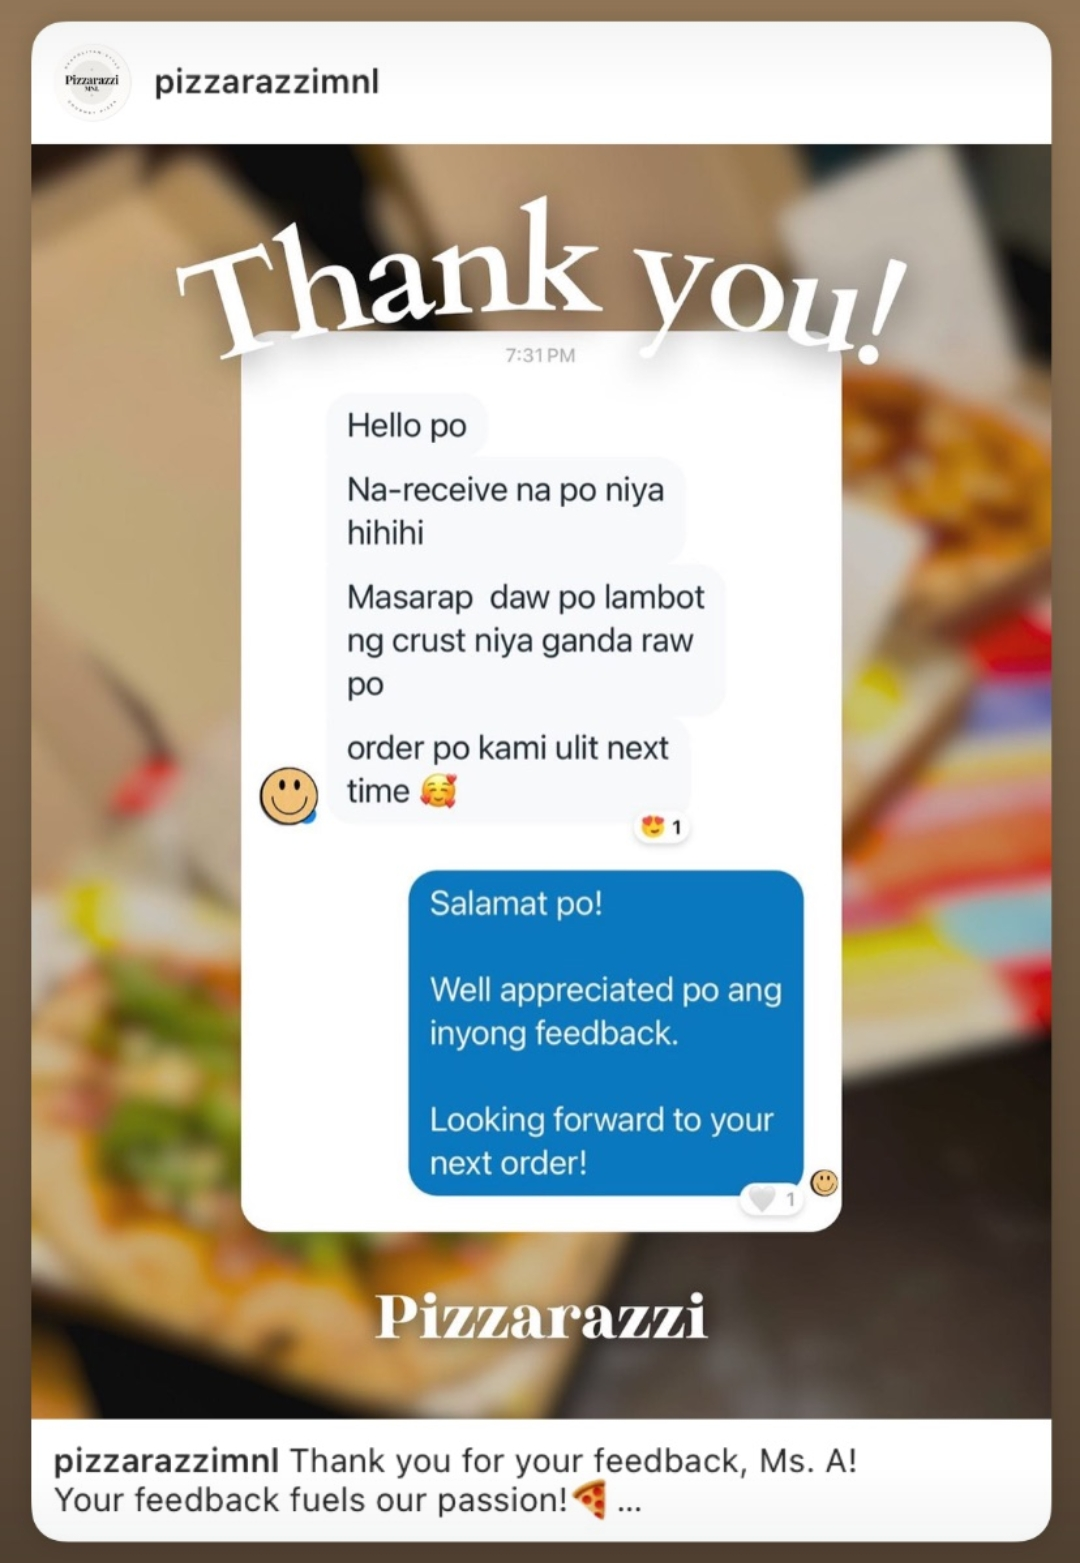 Pizzarazzi
MNL
pizzarazzimnl
Thank you!
7:31 PM
Hello po
Na-receive na po niya
hihihi
Masarap  daw po lambot
ng crust niya ganda raw
po
order po kami ulit next
time 🥰
😍 1
Salamat po!
Well appreciated po ang
inyong feedback.
Looking forward to your
next order!
🤍 1
Pizzarazzi
pizzarazzimnl Thank you for your feedback, Ms. A!
Your feedback fuels our passion!🍕 ...